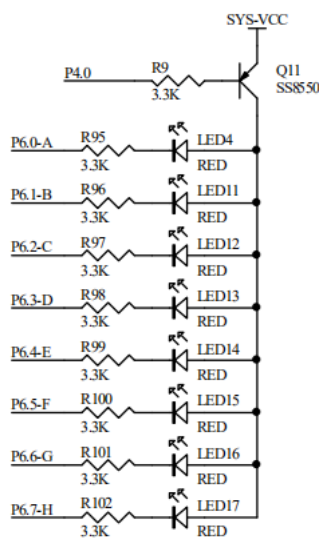 SYS-VCC
P4.0 R9 Q11
3.3K SS8550
P6.0-A R95 LED4
3.3K RED
P6.1-B R96 LED11
3.3K RED
P6.2-C R97 LED12
3.3K RED
P6.3-D R98 LED13
3.3K RED
P6.4-E R99 LED14
3.3K RED
P6.5-F R100 LED15
3.3K RED
P6.6-G R101 LED16
3.3K RED
P6.7-H R102 LED17
3.3K RED